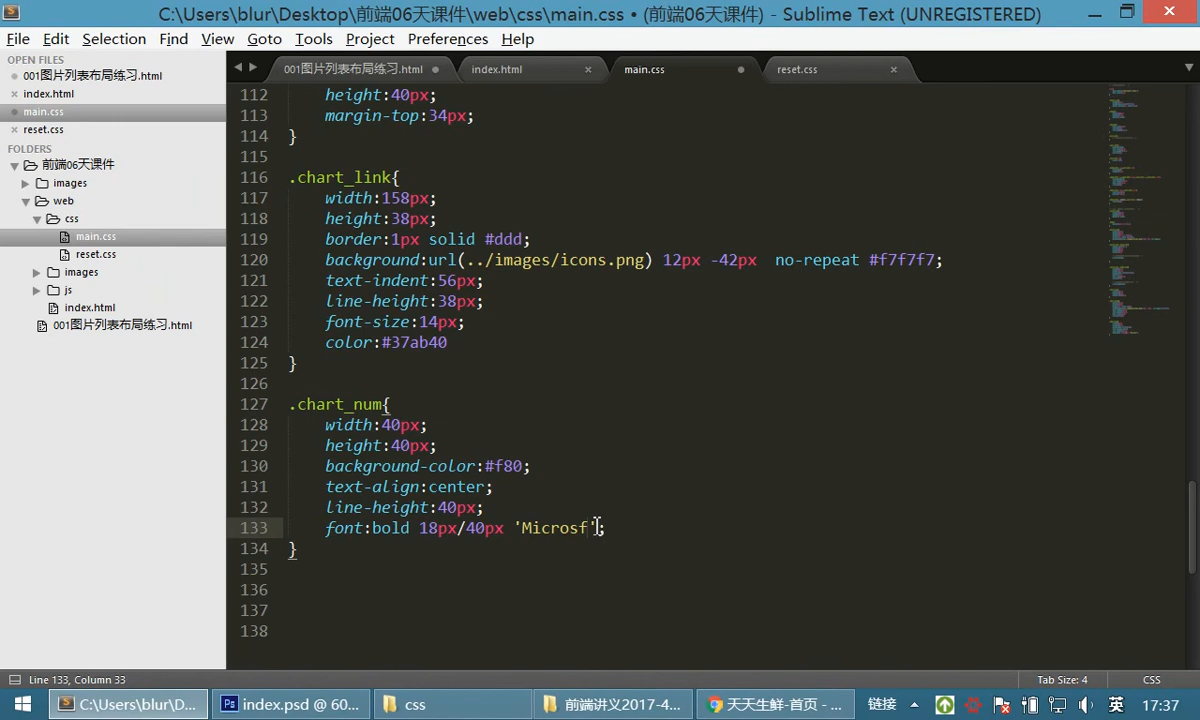 C:\Users\blur\Desktop\前端06天课件\web\css\main.css • (前端06天课件) - Sublime Text (UNREGISTERED)
File Edit Selection Find View Goto Tools Project Preferences Help
OPEN FILES
001图片列表布局练习.html
index.html
main.css
reset.css
FOLDERS
前端06天课件
images
web
css
main.css
reset.css
images
js
index.html
001图片列表布局练习.html
001图片列表布局练习.html index.html main.css reset.css
112 height:40px;
113 margin-top:34px;
114 }
115
116 .chart_link{
117 width:158px;
118 height:38px;
119 border:1px solid #ddd;
120 background:url(../images/icons.png) 12px -42px  no-repeat #f7f7f7;
121 text-indent:56px;
122 line-height:38px;
123 font-size:14px;
124 color:#37ab40
125 }
126
127 .chart_num{
128 width:40px;
129 height:40px;
130 background-color:#f80;
131 text-align:center;
132 line-height:40px;
133 font:bold 18px/40px 'Microsf';
134 }
135
136
137
138
Line 133, Column 33 Tab Size: 4 CSS
C:\Users\blur\D... index.psd @ 60... css 前端讲义2017-4... 天天生鲜-首页 - ... 链接 英 17:37